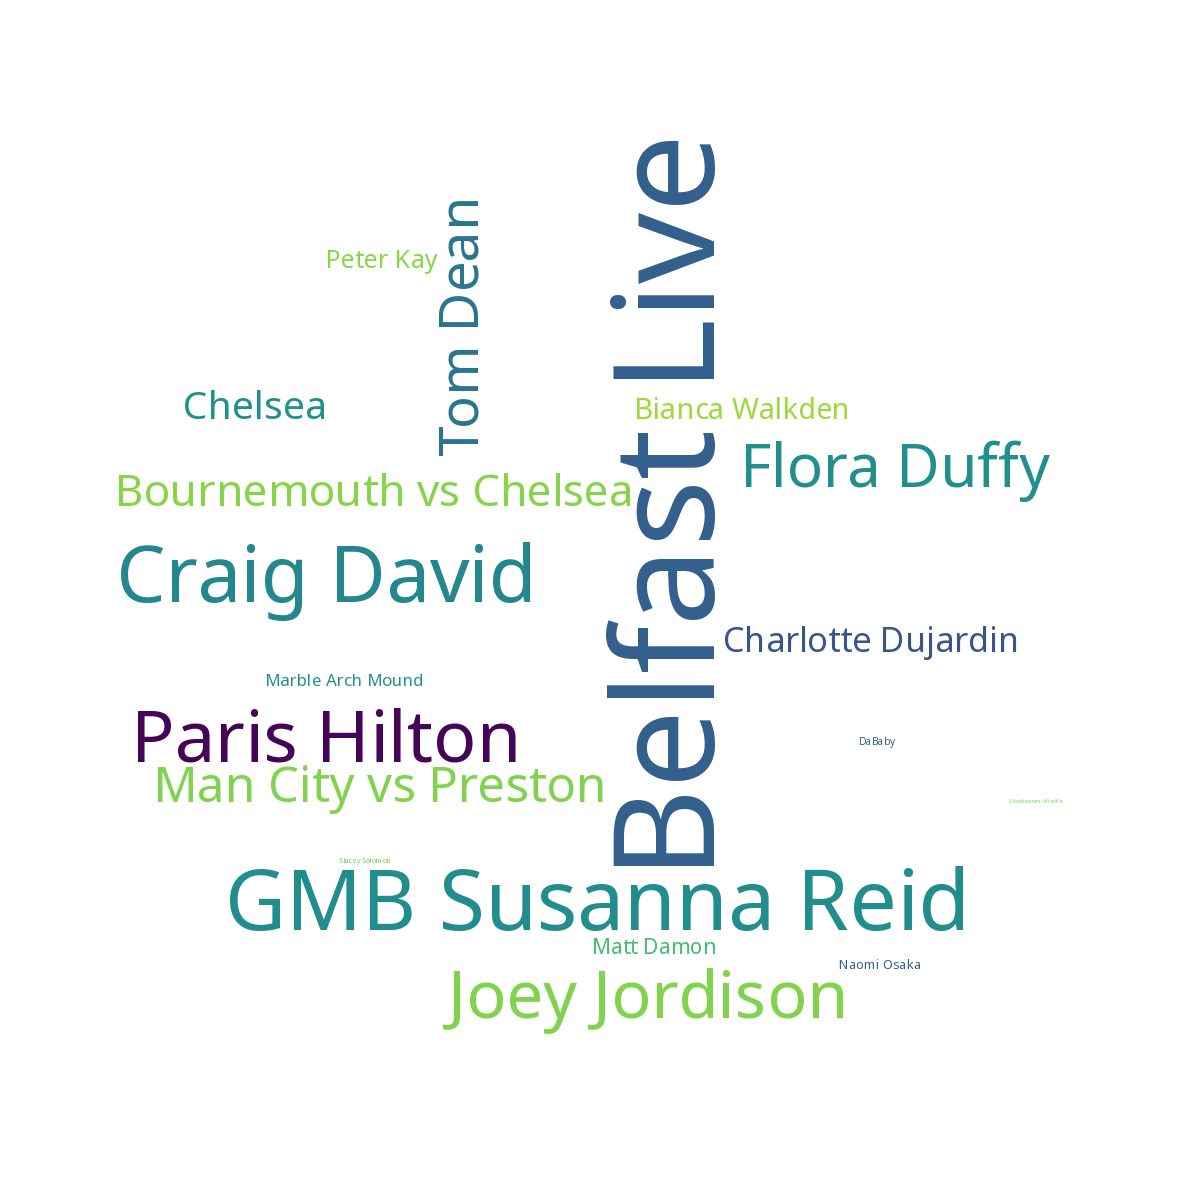 Belfast Live
Tom Dean
Peter Kay
Chelsea
Bianca Walkden
Flora Duffy
Bournemouth vs Chelsea
Craig David
Charlotte Dujardin
Marble Arch Mound
Paris Hilton
DaBaby
Man City vs Preston
Ghostbusters: Afterlife
Stacey Solomon
GMB Susanna Reid
Matt Damon
Naomi Osaka
Joey Jordison